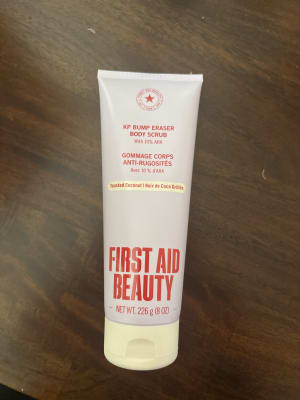 KP BUMP ERASER
BODY SCRUB
With 10% AHA
GOMMAGE CORPS
ANTI-RUGOSITÉS
Avec 10 % d'AHA
Toasted Coconut | Noix de Coco Grillée
FIRST AID
BEAUTY
NET WT. 226 g (8 OZ)